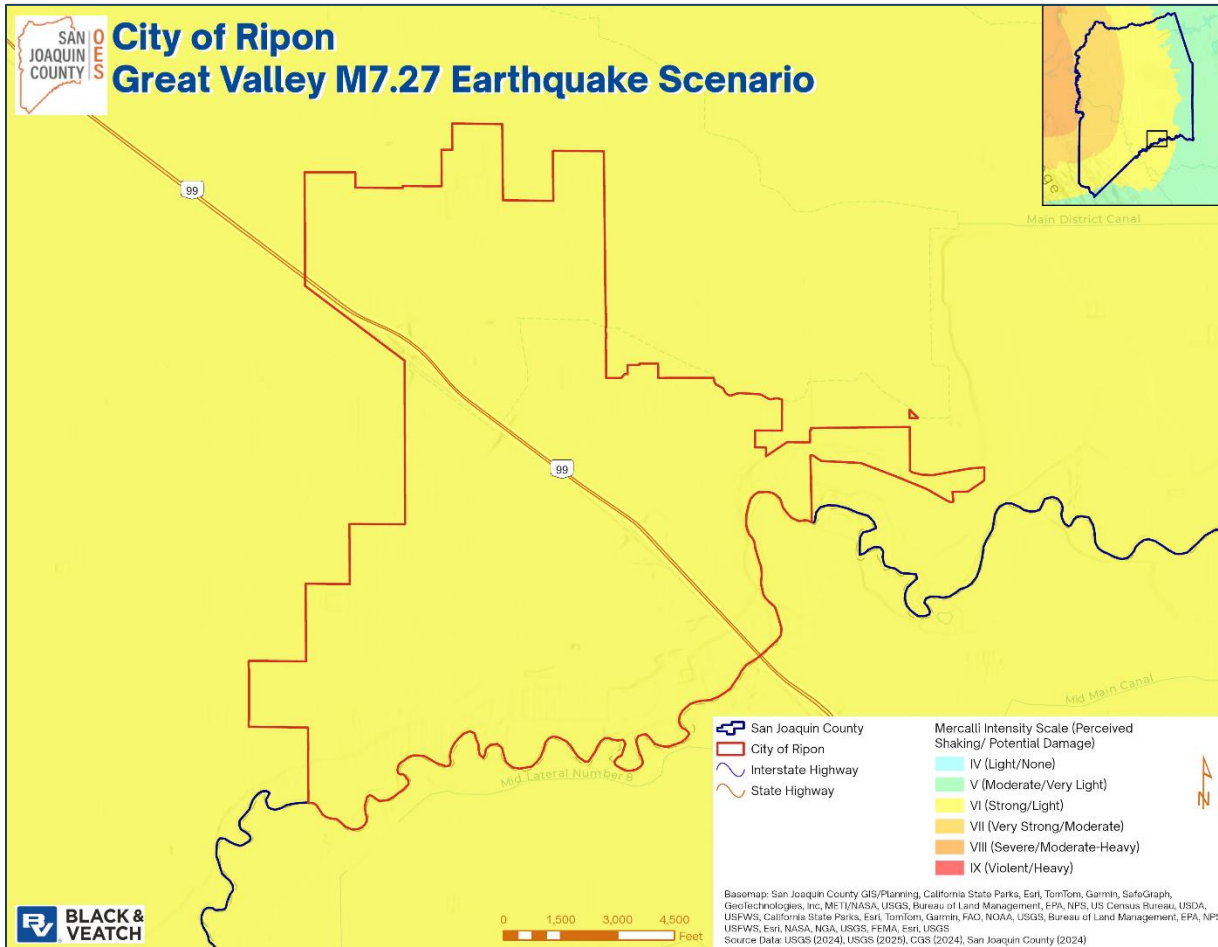 SAN JOAQUIN COUNTY OES
City of Ripon
Great Valley M7.27 Earthquake Scenario
99
Main District Canal
99
Mid Main Canal
Mid Lateral Number 8
San Joaquin County
City of Ripon
Interstate Highway
State Highway
Mercalli Intensity Scale (Perceived
Shaking/ Potential Damage)
IV (Light/None)
V (Moderate/Very Light)
VI (Strong/Light)
VII (Very Strong/Moderate)
VIII (Severe/Moderate-Heavy)
IX (Violent/Heavy)
N
Basemap: San Joaquin County GIS/Planning, California State Parks, Esri, TomTom, Garmin, SafeGraph,
GeoTechnologies, Inc, METI/NASA, USGS, Bureau of Land Management, EPA, NPS, US Census Bureau, USDA,
USFWS, California State Parks, Esri, TomTom, Garmin, FAO, NOAA, USGS, Bureau of Land Management, EPA, NPS
USFWS, Esri, NASA, NGA, USGS, FEMA, Esri, USGS
Source Data: USGS (2024), USGS (2025), CGS (2024), San Joaquin County (2024)
BLACK &
VEATCH
BV
0 1,500 3,000 4,500
Feet